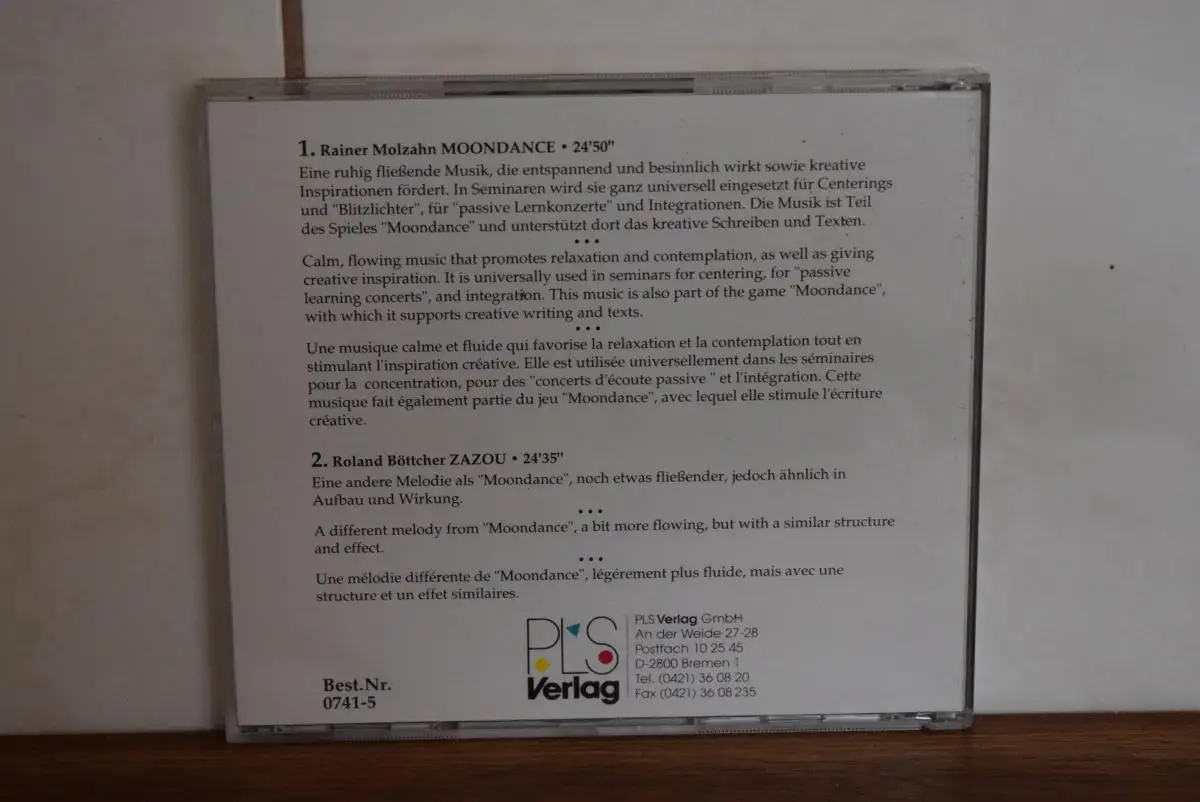 1. Rainer Molzahn MOONDANCE • 24'50"
Eine ruhig fließende Musik, die entspannend und besinnlich wirkt sowie kreative
Inspirationen fördert. In Seminaren wird sie ganz universell eingesetzt für Centerings
und "Blitzlichter", für "passive Lernkonzerte" und Integrationen. Die Musik ist Teil
des Spieles "Moondance" und unterstützt dort das kreative Schreiben und Texten.
• • •
Calm, flowing music that promotes relaxation and contemplation, as well as giving
creative inspiration. It is universally used in seminars for centering, for "passive
learning concerts", and integration. This music is also part of the game "Moondance",
with which it supports creative writing and texts.
• • •
Une musique calme et fluide qui favorise la relaxation et la contemplation tout en
stimulant l'inspiration créative. Elle est utilisée universellement dans les séminaires
pour la concentration, pour des "concerts d'écoute passive " et l'intégration. Cette
musique fait également partie du jeu "Moondance", avec lequel elle stimule l'écriture
créative.
2. Roland Böttcher ZAZOU • 24'35"
Eine andere Melodie als "Moondance", noch etwas fließender, jedoch ähnlich in
Aufbau und Wirkung.
• • •
A different melody from "Moondance", a bit more flowing, but with a similar structure
and effect.
• • •
Une mélodie différente de "Moondance", légérement plus fluide, mais avec une
structure et un effet similaires.
PLS
Verlag
PLS Verlag GmbH
An der Weide 27-28
Postfach 10 25 45
D-2800 Bremen 1
Tel. (0421) 36 08 20
Fax (0421) 36 08 235
Best.Nr.
0741-5